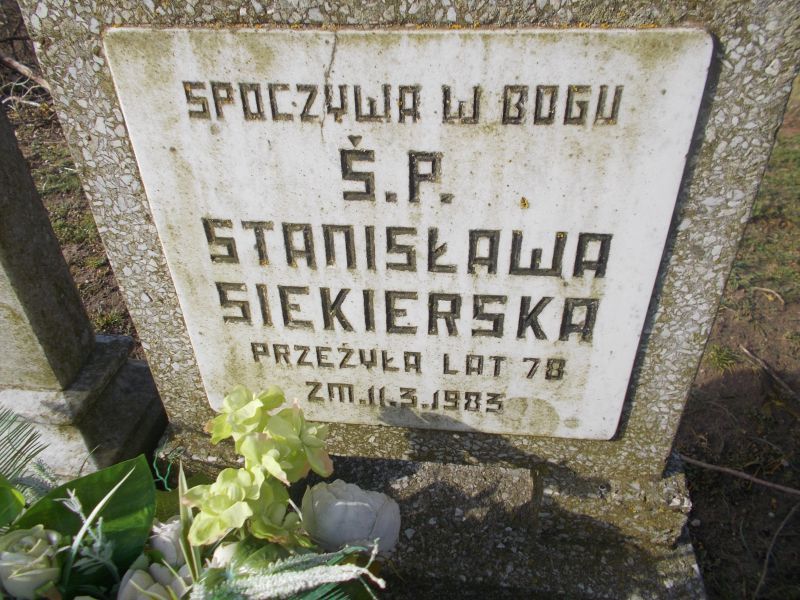 SPOCZYWA W BOGU
Ś.P.
STANISŁAWA
SIEKIERSKA
PRZEŻYŁA LAT 78
ZM.11.3.1983